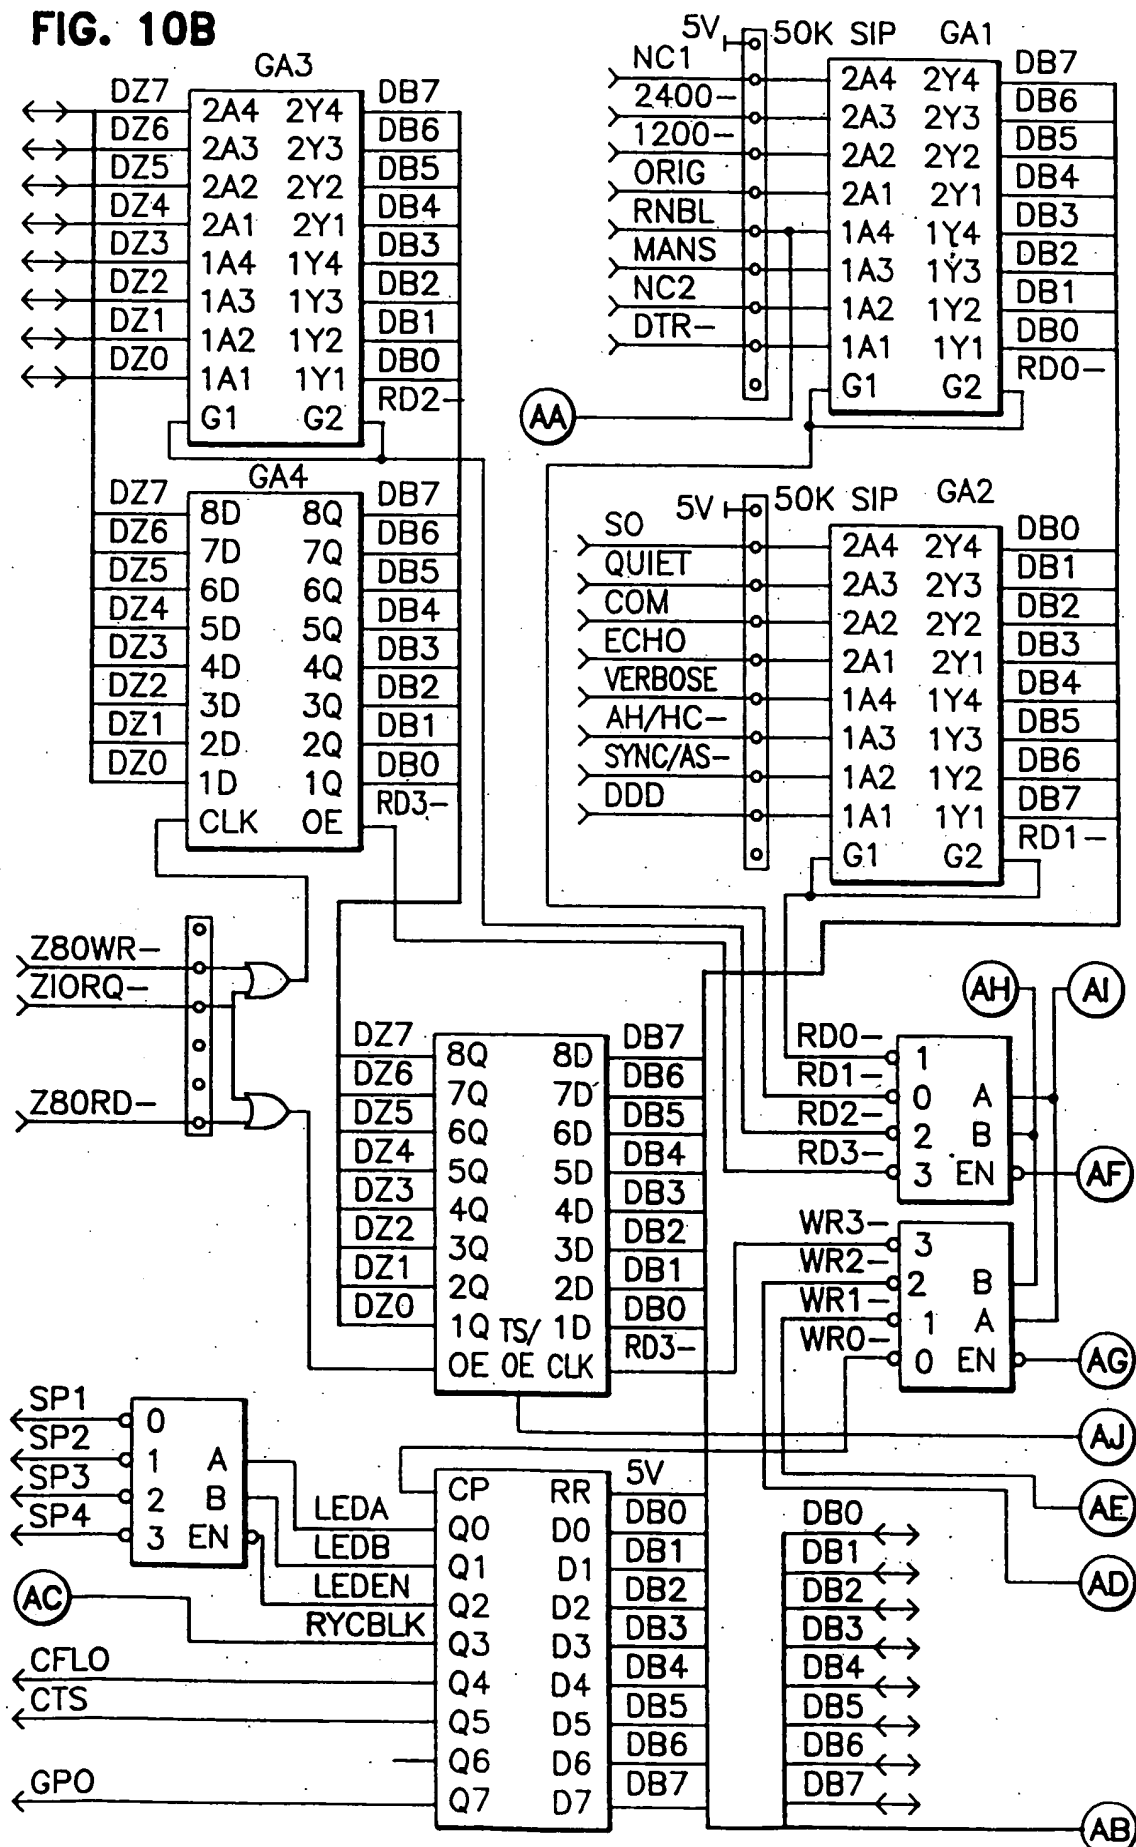 FIG. 10B
GA3
DZ7 2A4 2Y4 DB7
DZ6 2A3 2Y3 DB6
DZ5 2A2 2Y2 DB5
DZ4 2A1 2Y1 DB4
DZ3 1A4 1Y4 DB3
DZ2 1A3 1Y3 DB2
DZ1 1A2 1Y2 DB1
DZ0 1A1 1Y1 DB0
G1 G2 RD2-
GA4
DZ7 8D 8Q DB7
DZ6 7D 7Q DB6
DZ5 6D 6Q DB5
DZ4 5D 5Q DB4
DZ3 4D 4Q DB3
DZ2 3D 3Q DB2
DZ1 2D 2Q DB1
DZ0 1D 1Q DB0
CLK OE RD3-
5V 50K SIP GA1
NC1 2A4 2Y4 DB7
2400- 2A3 2Y3 DB6
1200- 2A2 2Y2 DB5
ORIG 2A1 2Y1 DB4
RNBL 1A4 1Y4 DB3
MANS 1A3 1Y3 DB2
NC2 1A2 1Y2 DB1
DTR- 1A1 1Y1 DB0
G1 G2 RD0-
AA
5V 50K SIP GA2
SO 2A4 2Y4 DB0
QUIET 2A3 2Y3 DB1
COM 2A2 2Y2 DB2
ECHO 2A1 2Y1 DB3
VERBOSE 1A4 1Y4 DB4
AH/HC- 1A3 1Y3 DB5
SYNC/AS- 1A2 1Y2 DB6
DDD 1A1 1Y1 DB7
G1 G2 RD1-
Z80WR-
ZIORQ-
Z80RD-
DZ7 8Q 8D DB7
DZ6 7Q 7D DB6
DZ5 6Q 6D DB5
DZ4 5Q 5D DB4
DZ3 4Q 4D DB3
DZ2 3Q 3D DB2
DZ1 2Q 2D DB1
DZ0 1Q TS/ 1D DB0
OE OE CLK RD3-
AH AI
RD0- 1
RD1- 0 A
RD2- 2 B
RD3- 3 EN AF
WR3- 3
WR2- 2 B
WR1- 1 A
WR0- 0 EN AG
AJ
AE
AD
SP1 0
SP2 1 A
SP3 2 B
SP4 3 EN
CP RR 5V
LEDA Q0 D0 DB0
LEDB Q1 D1 DB1
LEDEN Q2 D2 DB2
AC RYCBLK Q3 D3 DB3
CFLO Q4 D4 DB4
CTS Q5 D5 DB5
Q6 D6 DB6
GPO Q7 D7 DB7
DB0
DB1
DB2
DB3
DB4
DB5
DB6
DB7
AB